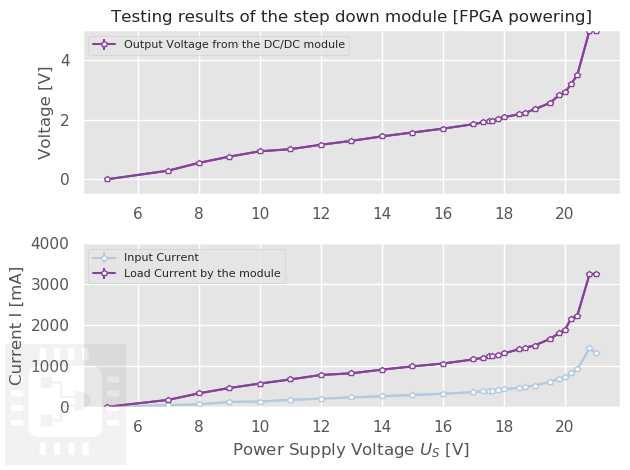 Testing results of the step down module [FPGA powering]
Output Voltage from the DC/DC module
Voltage [V]
4
2
0
6 8 10 12 14 16 18 20
Input Current
Load Current by the module
Current I [mA]
4000
3000
2000
1000
0
6 8 10 12 14 16 18 20
Power Supply Voltage U_S [V]